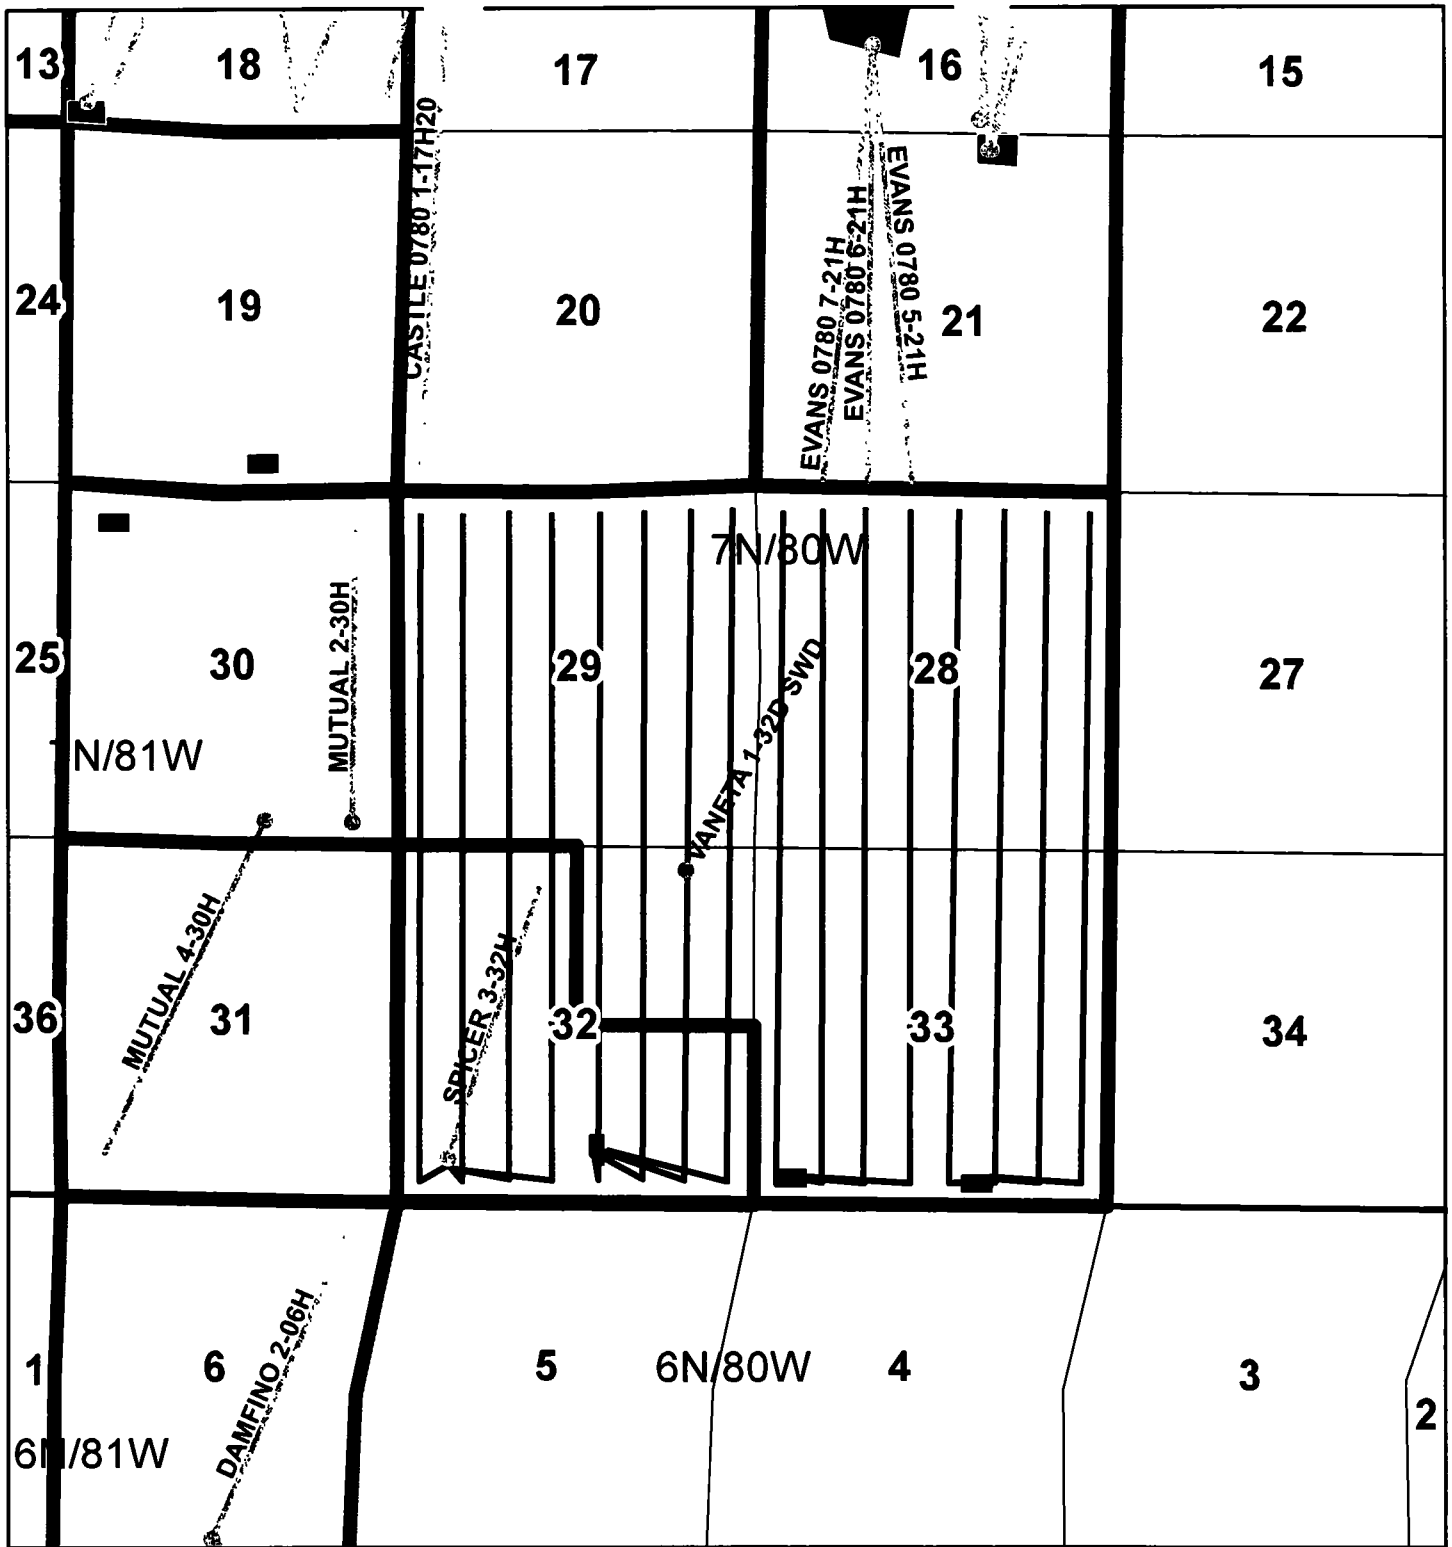 13
18
17
16
15
CASTLE 0780 1-17H20
EVANS 0780 7-21H
EVANS 0780 6-21H
EVANS 0780 5-21H
24
19
20
21
22
7N/80W
MUTUAL 2-30H
25
30
29
28
27
VANETA 1-32D SWD
N/81W
MUTUAL 4-30H
SPICER 3-32H
36
31
32
33
34
DAMFINO 2-06H
1
6
5
6N/80W
4
3
2
6N/81W